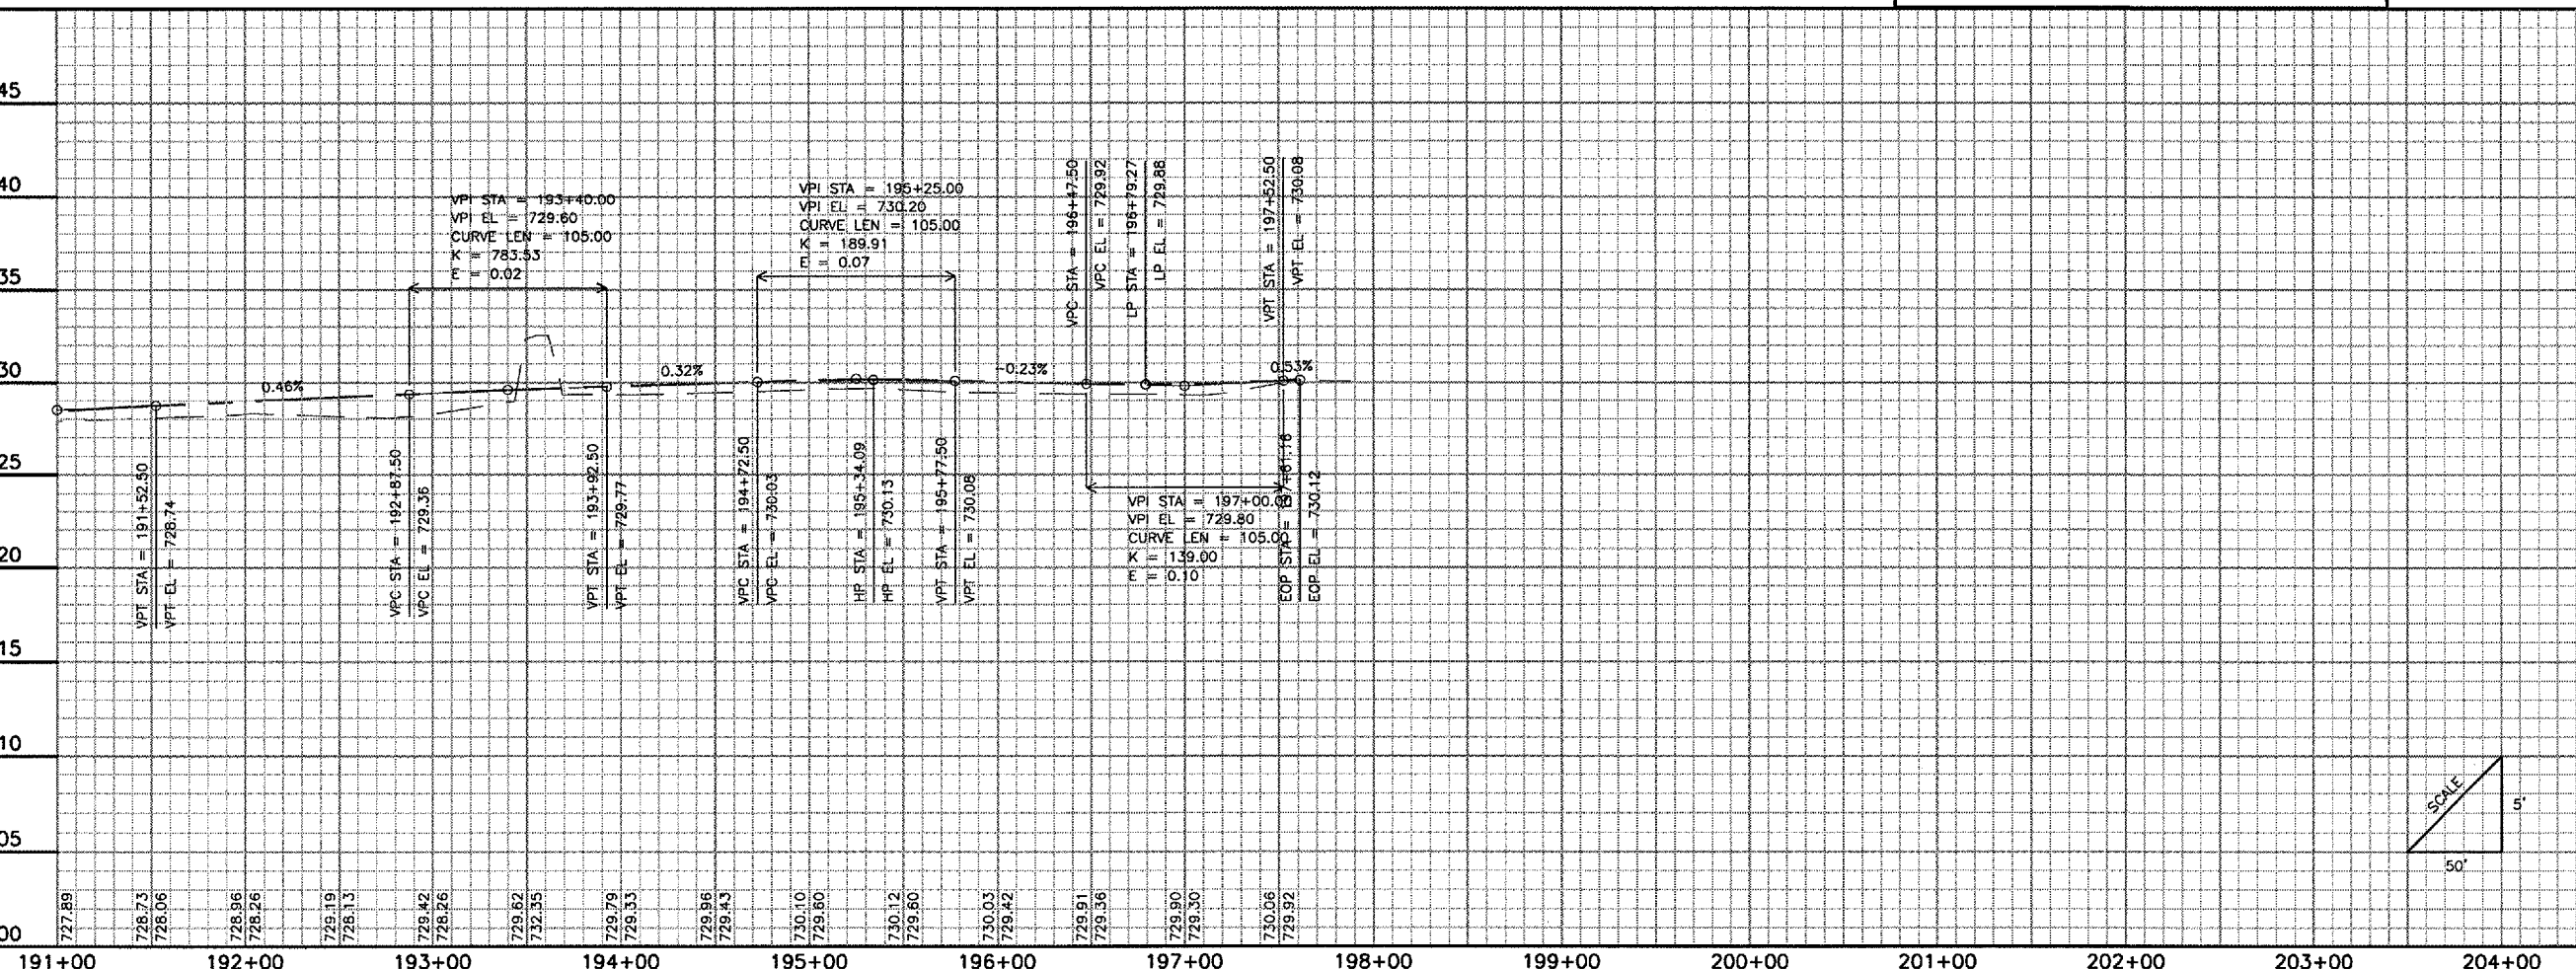 45
40
35
30
25
20
15
10
05
00
VPI STA = 193+40.00
VPI EL = 729.60
CURVE LEN = 105.00
K = 783.53
E = 0.02
VPI STA = 195+25.00
VPI EL = 730.20
CURVE LEN = 105.00
K = 189.91
E = 0.07
VPC STA = 196+47.50
VPC EL = 729.92
LP STA = 196+79.27
LP EL = 729.88
VPT STA = 197+52.50
VPT EL = 730.08
0.46%
0.32%
-0.23%
0.53%
VPT STA = 191+52.50
VPT EL = 728.74
VPC STA = 192+87.50
VPC EL = 729.36
VPT STA = 193+92.50
VPT EL = 729.77
VPC STA = 194+72.50
VPC EL = 730.03
HP STA = 195+34.09
HP EL = 730.13
VPT STA = 195+77.50
VPT EL = 730.08
VPI STA = 197+00.00
VPI EL = 729.80
CURVE LEN = 105.00
K = 139.00
E = 0.10
EOP STA = 197+61.16
EOP EL = 730.12
SCALE
5'
50'
727.89
728.73
728.06
728.96
728.26
729.19
728.13
729.42
728.26
729.62
732.35
729.79
729.33
729.96
729.43
730.10
729.60
730.12
729.60
730.03
729.42
729.91
729.36
729.90
729.30
730.06
729.92
191+00
192+00
193+00
194+00
195+00
196+00
197+00
198+00
199+00
200+00
201+00
202+00
203+00
204+00